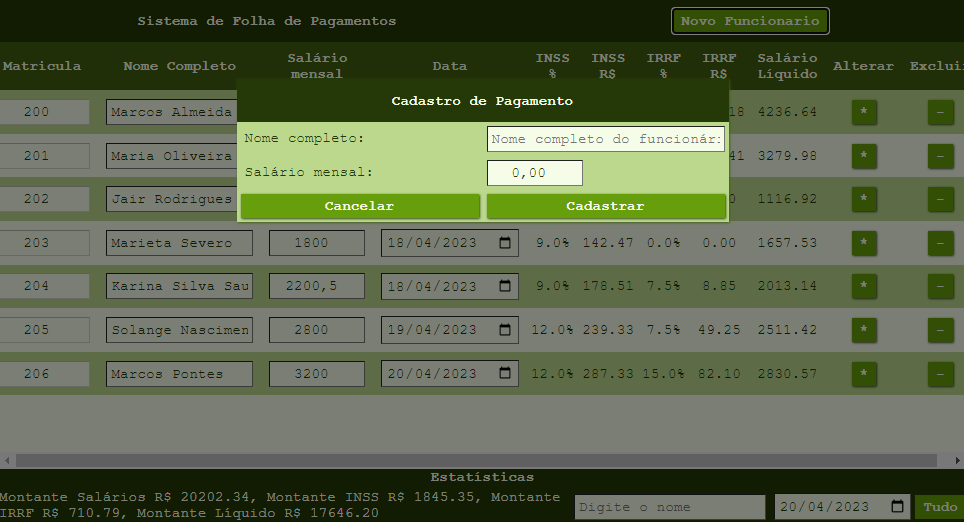 Sistema de Folha de Pagamentos Novo Funcionario
Matricula Nome Completo Salário mensal Data INSS % INSS R$ IRRF % IRRF R$ Salário Líquido Alterar Excluir
Cadastro de Pagamento
Nome completo: Nome completo do funcionári
Salário mensal: 0,00
Cancelar Cadastrar
200 Marcos Almeida 18 4236.64 * -
201 Maria Oliveira 41 3279.98 * -
202 Jair Rodrigues 0 1116.92 * -
203 Marieta Severo 1800 18/04/2023 9.0% 142.47 0.0% 0.00 1657.53 * -
204 Karina Silva Sau 2200,5 18/04/2023 9.0% 178.51 7.5% 8.85 2013.14 * -
205 Solange Nascimen 2800 19/04/2023 12.0% 239.33 7.5% 49.25 2511.42 * -
206 Marcos Pontes 3200 20/04/2023 12.0% 287.33 15.0% 82.10 2830.57 * -
Estatísticas
Montante Salários R$ 20202.34, Montante INSS R$ 1845.35, Montante
IRRF R$ 710.79, Montante Líquido R$ 17646.20
Digite o nome 20/04/2023 Tudo